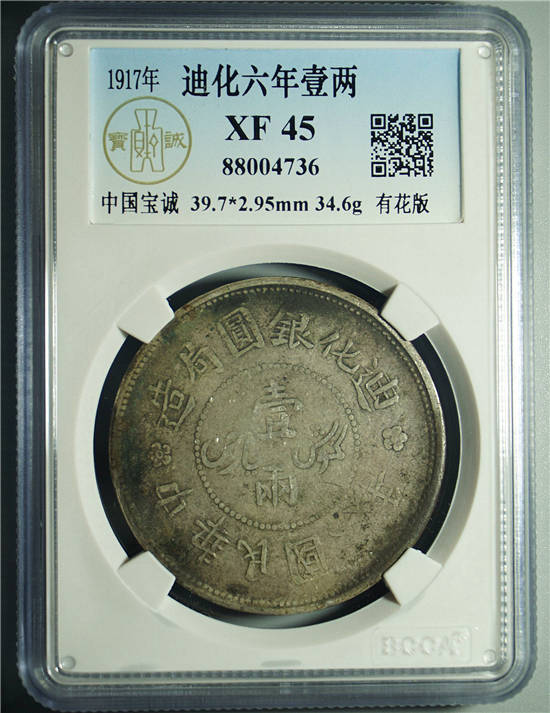 1917年 迪化六年壹两
XF 45
88004736
寶 誠
中国宝诚 39.7*2.95mm 34.6g 有花版
迪化銀圓局造
壹兩
中華民國六年